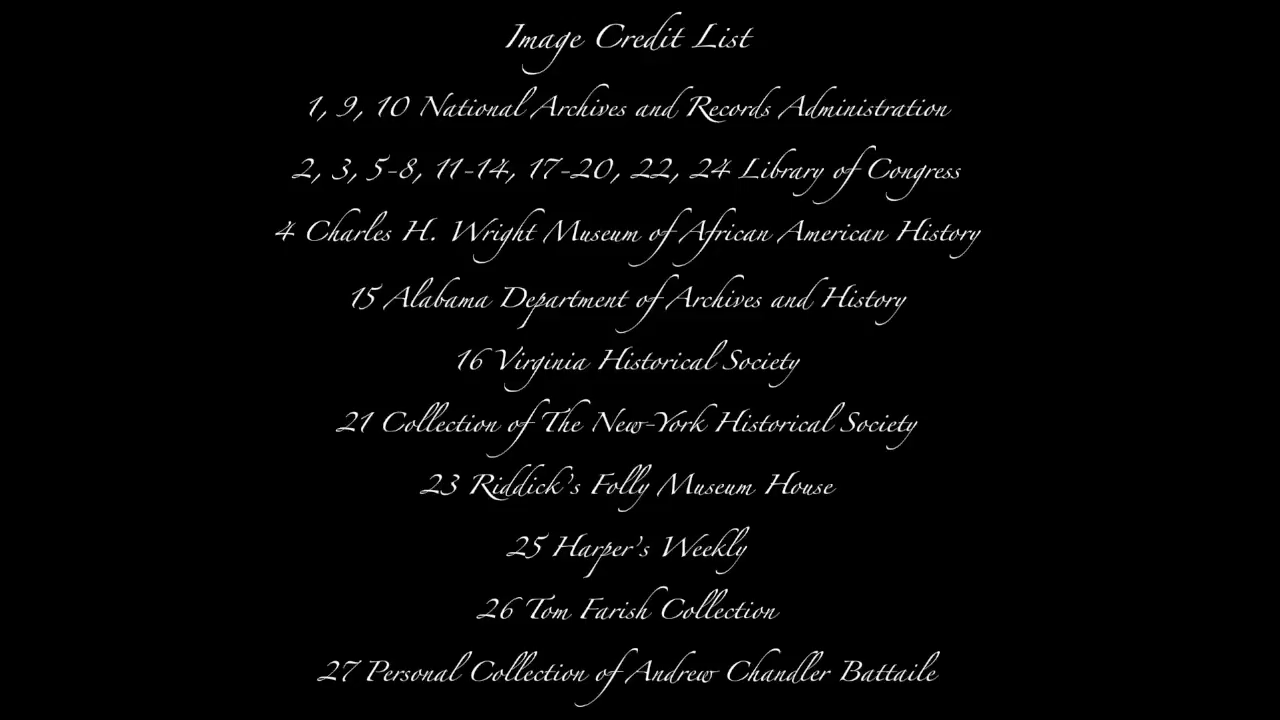 Image Credit List
1, 9, 10 National Archives and Records Administration
2, 3, 5-8, 11-14, 17-20, 22, 24 Library of Congress
4 Charles H. Wright Museum of African American History
15 Alabama Department of Archives and History
16 Virginia Historical Society
21 Collection of The New-York Historical Society
23 Riddick's Folly Museum House
25 Harper's Weekly
26 Tom Farish Collection
27 Personal Collection of Andrew Chandler Battaile